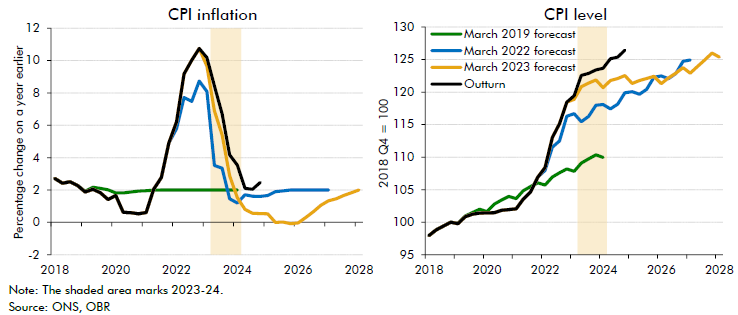 CPI inflation
Percentage change on a year earlier
12
10
8
6
4
2
0
-2
2018 2020 2022 2024 2026 2028
CPI level
2018 Q4 = 100
130
125
120
115
110
105
100
95
March 2019 forecast
March 2022 forecast
March 2023 forecast
Outturn
2018 2020 2022 2024 2026 2028
Note: The shaded area marks 2023-24.
Source: ONS, OBR